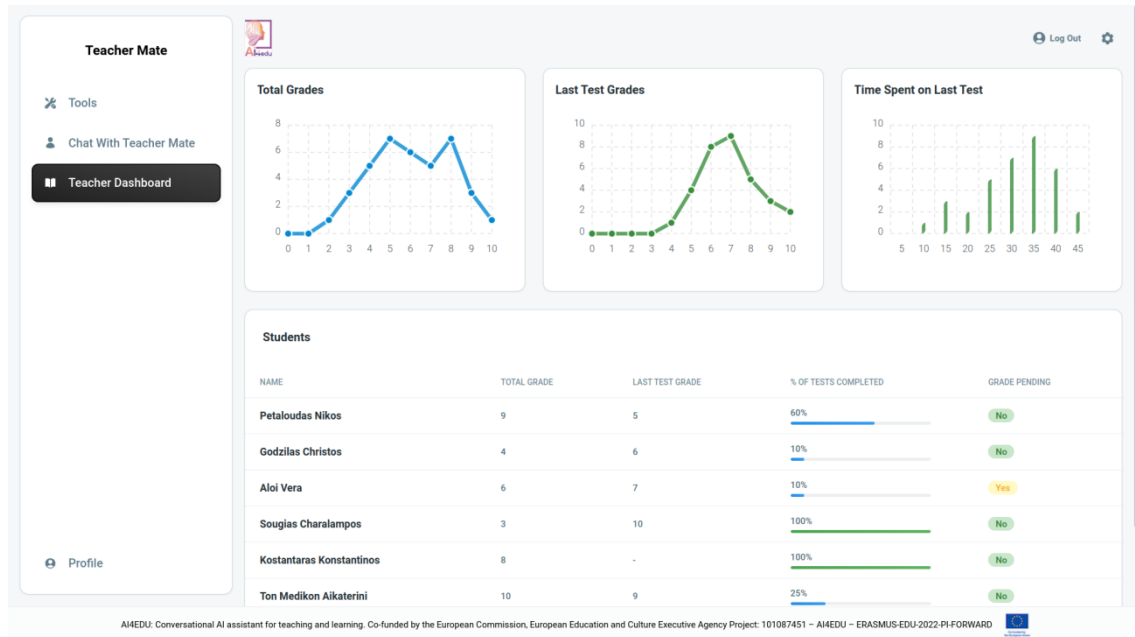 Teacher Mate
Tools
Chat With Teacher Mate
Teacher Dashboard
Profile
AI4edu
Log Out
Total Grades
8
6
4
2
0
0 1 2 3 4 5 6 7 8 9 10
Last Test Grades
10
8
6
4
2
0
0 1 2 3 4 5 6 7 8 9 10
Time Spent on Last Test
10
8
6
4
2
0
5 10 15 20 25 30 35 40 45
Students
NAME TOTAL GRADE LAST TEST GRADE % OF TESTS COMPLETED GRADE PENDING
Petaloudas Nikos 9 5 60% No
Godzilas Christos 4 6 10% No
Aloi Vera 6 7 10% Yes
Sougias Charalampos 3 10 100% No
Kostantaras Konstantinos 8 - 100% No
Ton Medikon Aikaterini 10 9 25% No
AI4EDU: Conversational AI assistant for teaching and learning. Co-funded by the European Commission, European Education and Culture Executive Agency Project: 101087451 – AI4EDU – ERASMUS-EDU-2022-PI-FORWARD